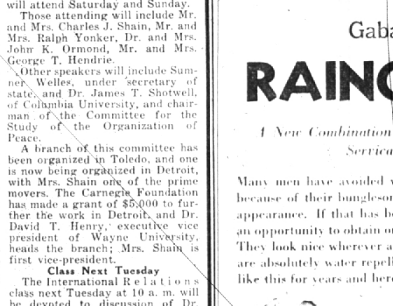 will attend Saturday and Sunday.
Those attending will include Mr.
and Mrs. Charles J. Shain, Mr. and
Mrs. Ralph Yonker, Dr. and Mrs.
John K. Ormond, Mr. and Mrs.
George T. Hendrie.
Other speakers will include Sum-
ner Welles, under secretary of
state, and Dr. James T. Shotwell,
of Columbia University, and chair-
man of the Committee for the
Study of the Organization of
Peace.
A branch of this committee has
been organized in Toledo, and one
is now being organized in Detroit,
with Mrs. Shain one of the prime
movers. The Carnegie Foundation
has made a grant of $5,000 to fur-
ther the work in Detroit, and Dr.
David T. Henry, executive vice
president of Wayne University,
heads the branch; Mrs. Shain is
first vice-president.
Class Next Tuesday
The International Relations
class next Tuesday at 10 a. m. will
be devoted to discussion of Dr.
Gaba
RAINC
A New Combination
Servica
Many men have avoided
because of their bungleson
appearance. If that has b
an opportunity to obtain o
They look nice wherever a
are absolutely water repell
like this for years and here